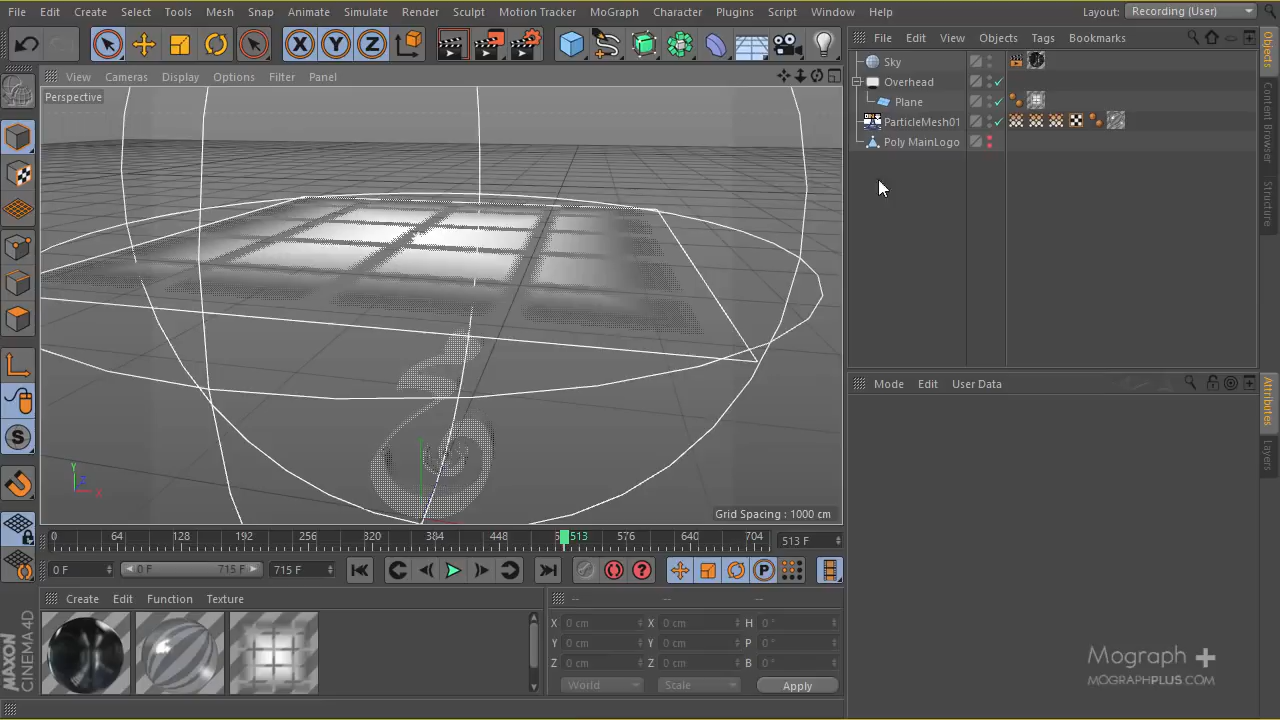 File Edit Create Select Tools Mesh Snap Animate Simulate Render Sculpt Motion Tracker MoGraph Character Plugins Script Window Help Layout: Recording (User)
File Edit View Objects Tags Bookmarks
View Cameras Display Options Filter Panel
Perspective
Sky
Overhead
Plane
ParticleMesh01
Poly MainLogo
Objects
Content Browser
Structure
Mode Edit User Data
Attributes
Layers
Y
Z
X
Grid Spacing : 1000 cm
0 64 128 192 256 320 384 448 513 576 640 704 513 F
0 F 0 F 715 F 715 F
Create Edit Function Texture
-- -- --
X 0 cm X 0 cm H 0 °
Y 0 cm Y 0 cm P 0 °
Z 0 cm Z 0 cm B 0 °
World Scale Apply
MAXON
CINEMA 4D
Mograph +
MOGRAPHPLUS.COM